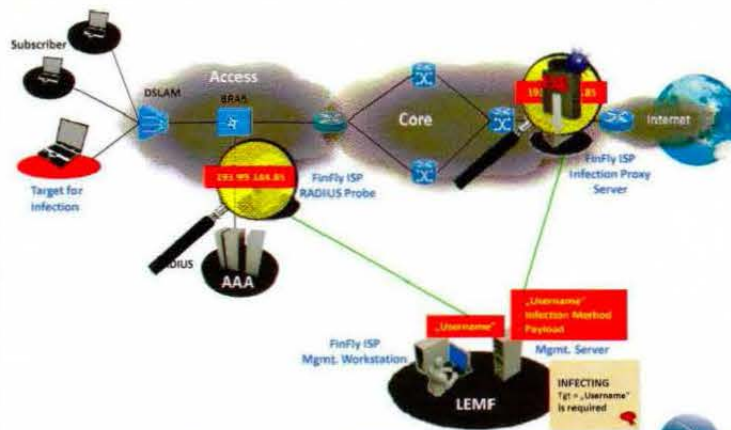 Subscriber
DSLAM
Access
BRAS
Core
Internet
Target for
Infection
193.99.144.85
FinFly ISP
RADIUS Probe
193
.85
FinFly ISP
Infection Proxy
Server
AAA
„Username"
„Username"
- Infection Method
- Payload
FinFly ISP
Mgmt. Workstation
Mgmt. Server
LEMF
INFECTING
Tgt = „Username"
is required